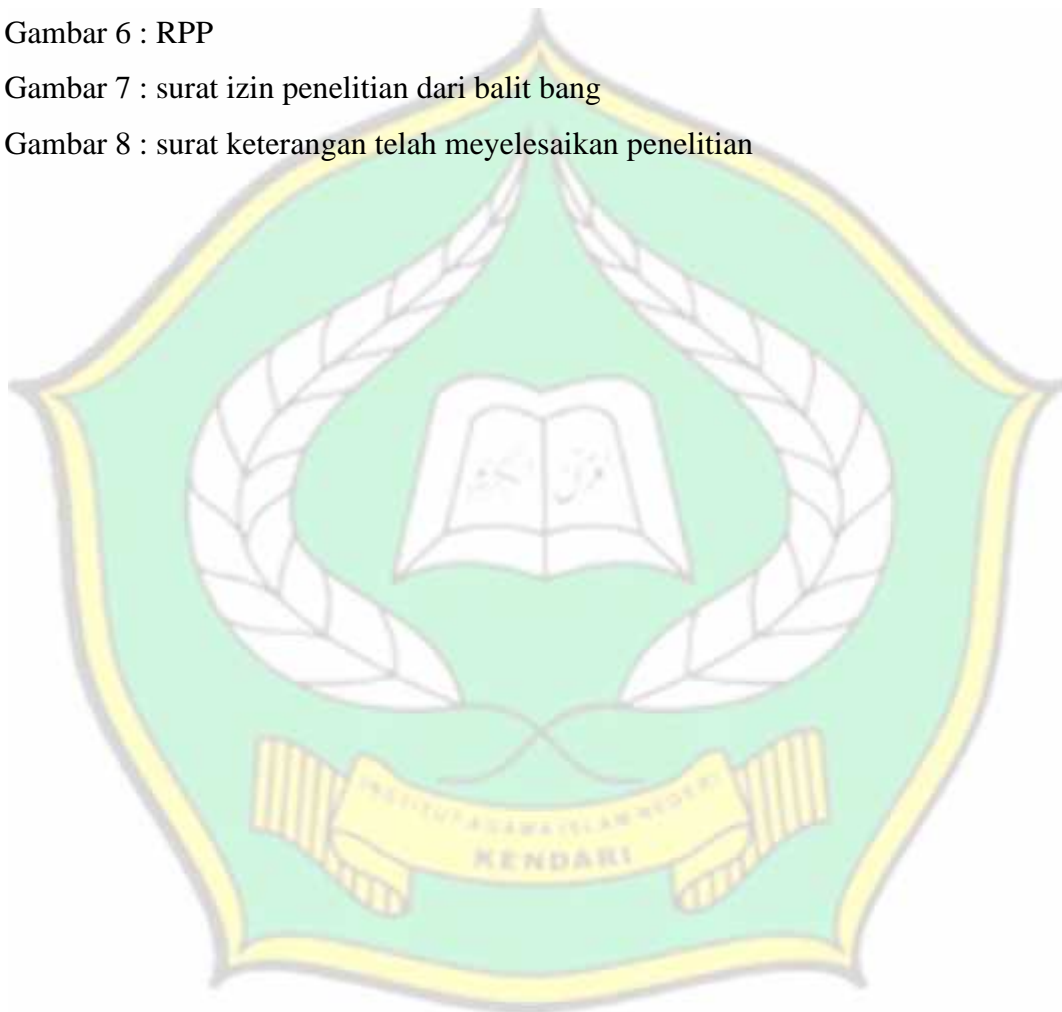 Gambar 6 : RPP
Gambar 7 : surat izin penelitian dari balit bang
Gambar 8 : surat keterangan telah meyelesaikan penelitian
INSTITUT AGAMA ISLAM NEGERI
KENDARI